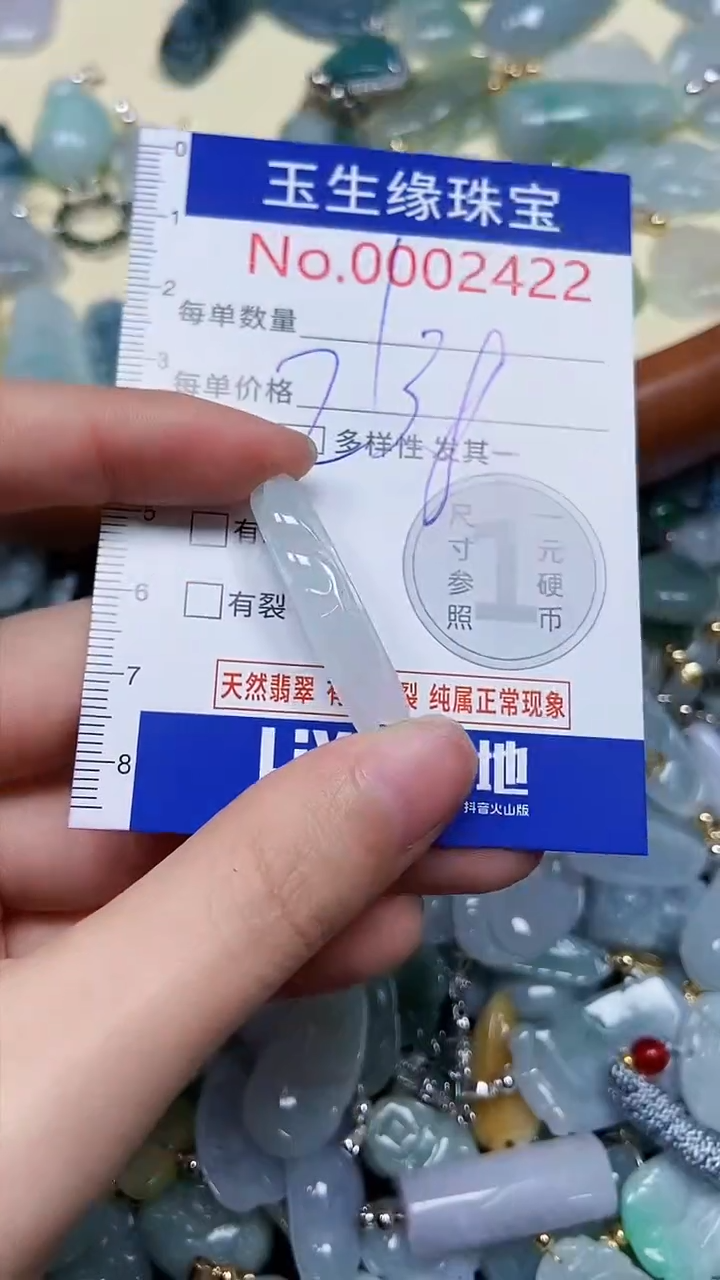 0
玉生缘珠宝
1
No.0002422
2
每单数量
1
3
每单价格
238
多样性 发其一
5
有
尺寸参照
1
一元硬币
6
有裂
天然翡翠 有 裂 纯属正常现象
7
地
8
抖音火山版